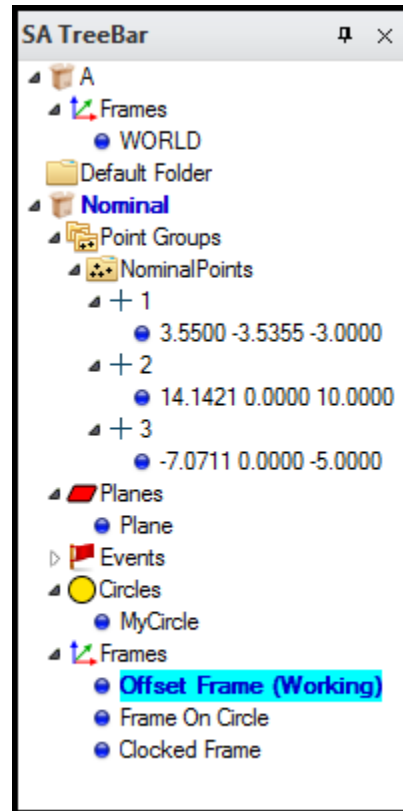 SA TreeBar
A
Frames
WORLD
Default Folder
Nominal
Point Groups
NominalPoints
1
3.5500 -3.5355 -3.0000
2
14.1421 0.0000 10.0000
3
-7.0711 0.0000 -5.0000
Planes
Plane
Events
Circles
MyCircle
Frames
Offset Frame (Working)
Frame On Circle
Clocked Frame